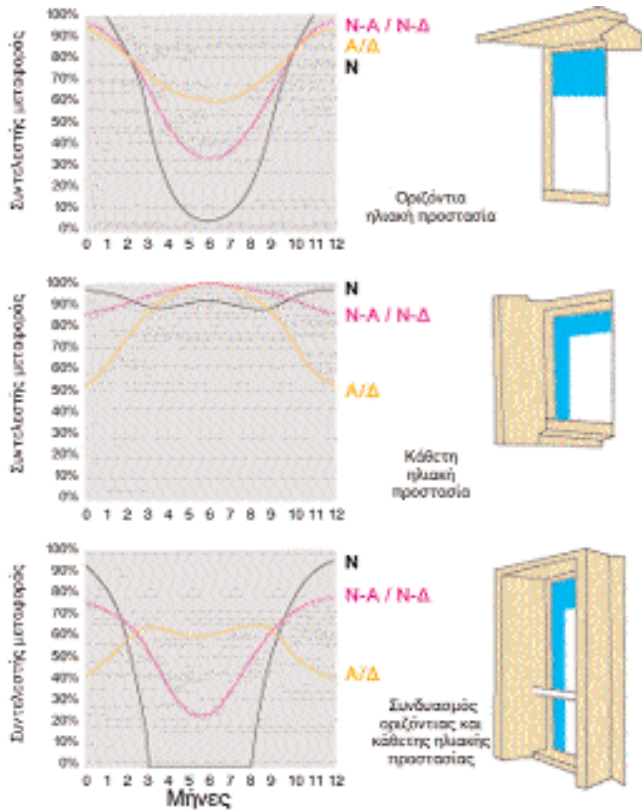 Συντελεστής μεταφοράς
100%
90%
80%
70%
60%
50%
40%
30%
20%
10%
0%
0 1 2 3 4 5 6 7 8 9 10 11 12
Ν-Α / Ν-Δ
Α/Δ
Ν
Οριζόντια
ηλιακή προστασία
Συντελεστής μεταφοράς
100%
90%
80%
70%
60%
50%
40%
30%
20%
10%
0%
0 1 2 3 4 5 6 7 8 9 10 11 12
Ν
Ν-Α / Ν-Δ
Α/Δ
Κάθετη
ηλιακή
προστασία
Συντελεστής μεταφοράς
100%
90%
80%
70%
60%
50%
40%
30%
20%
10%
0%
0 1 2 3 4 5 6 7 8 9 10 11 12
Μήνες
Ν
Ν-Α / Ν-Δ
Α/Δ
Συνδυασμός
οριζόντιας και
κάθετης ηλιακής
προστασίας